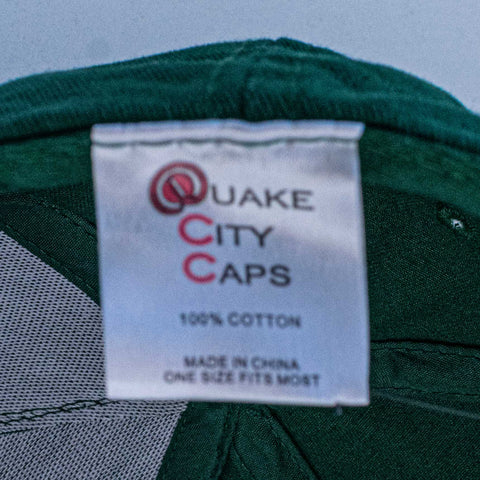 QUAKE
CITY
CAPS
100% COTTON
MADE IN CHINA
ONE SIZE FITS MOST